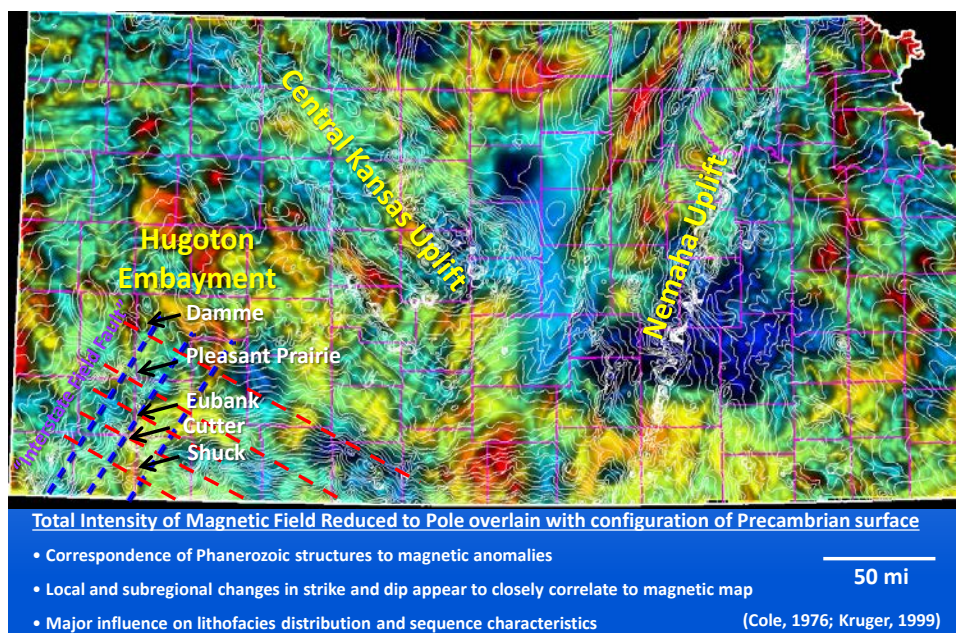 Central Kansas Uplift
Nemaha Uplift
Hugoton
Embayment
Damme
Pleasant Prairie
Eubank
Cutter
Shuck
"Interstate Field Fault"
Total Intensity of Magnetic Field Reduced to Pole overlain with configuration of Precambrian surface
• Correspondence of Phanerozoic structures to magnetic anomalies
• Local and subregional changes in strike and dip appear to closely correlate to magnetic map
• Major influence on lithofacies distribution and sequence characteristics
50 mi
(Cole, 1976; Kruger, 1999)